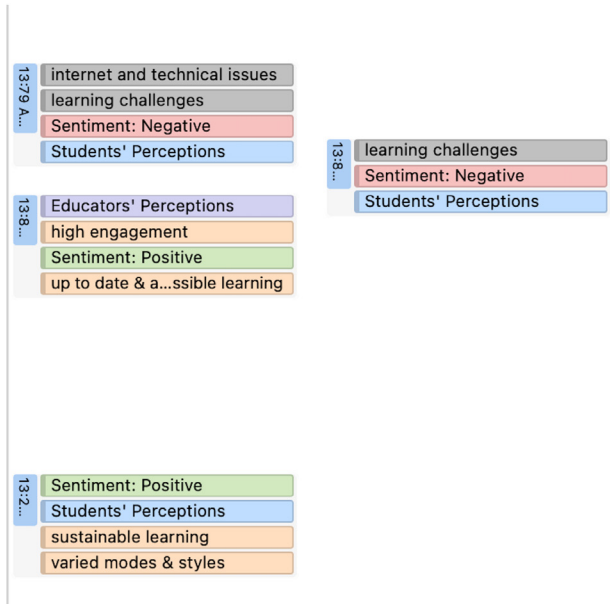 13:79 A...
internet and technical issues
learning challenges
Sentiment: Negative
Students' Perceptions
13:8...
learning challenges
Sentiment: Negative
Students' Perceptions
13:8...
Educators' Perceptions
high engagement
Sentiment: Positive
up to date & a...ssible learning
13:2...
Sentiment: Positive
Students' Perceptions
sustainable learning
varied modes & styles